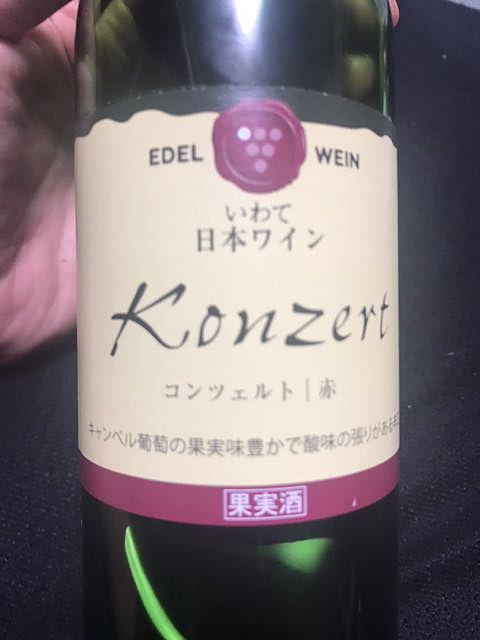 EDEL WEIN
いわて
日本ワイン
Konzert
コンツェルト｜赤
キャンベル葡萄の果実味豊かで酸味の張りがある
果実酒